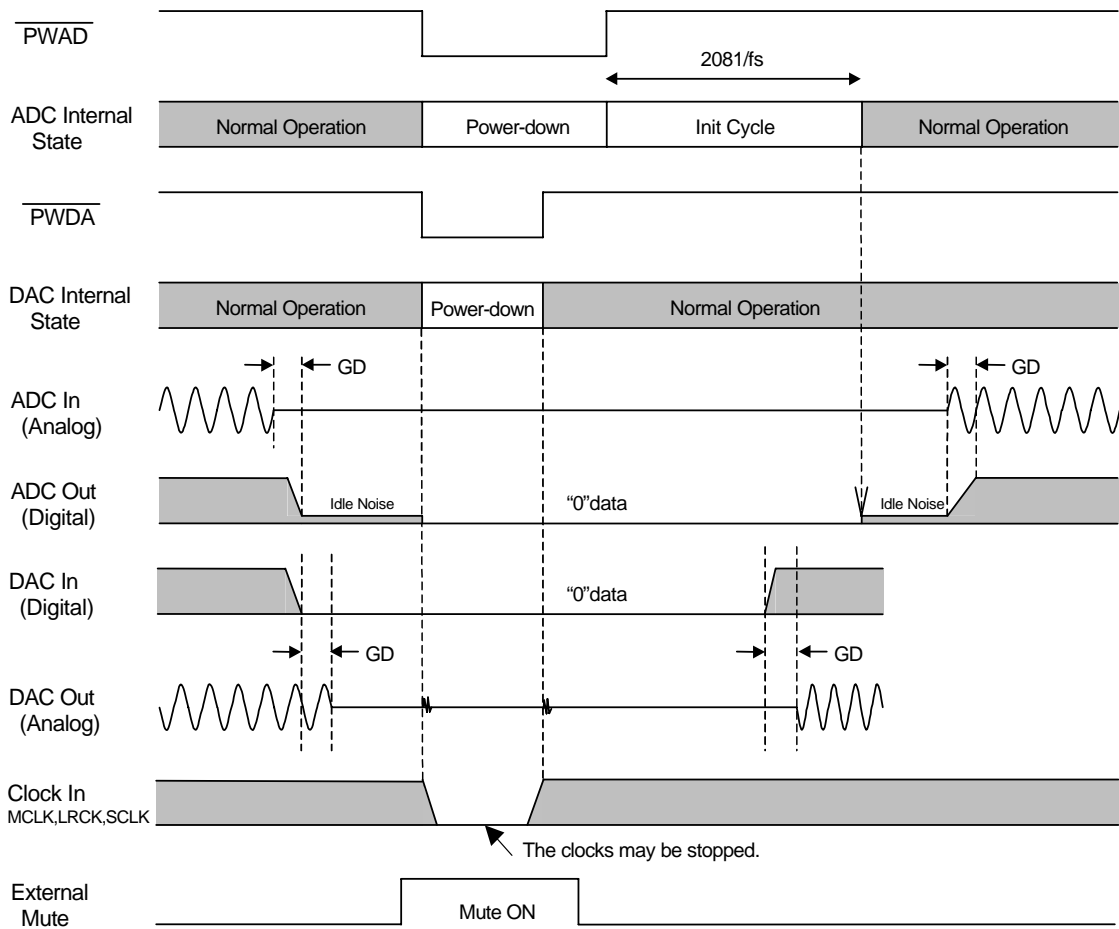 PWAD
2081/fs
ADC Internal
State
Normal Operation
Power-down
Init Cycle
Normal Operation
PWDA
DAC Internal
State
Normal Operation
Power-down
Normal Operation
GD
GD
ADC In
(Analog)
ADC Out
(Digital)
Idle Noise
“0”data
Idle Noise
DAC In
(Digital)
“0”data
GD
GD
DAC Out
(Analog)
Clock In
MCLK,LRCK,SCLK
The clocks may be stopped.
External
Mute
Mute ON